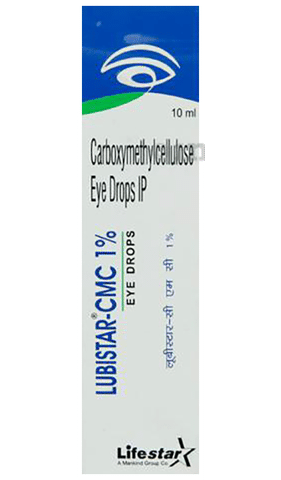 10 ml
Carboxymethylcellulose
Eye Drops IP
LUBISTAR-CMC® 1%
EYE DROPS
लूबीस्टार-सी एम सी 1%
Lifestar
A Mankind Group Co.